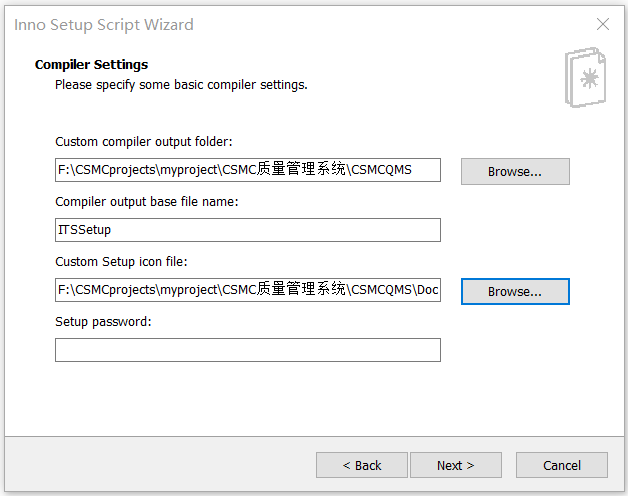 Inno Setup Script Wizard
Compiler Settings
Please specify some basic compiler settings.
Custom compiler output folder:
F:\CSMCprojects\myproject\CSMC质量管理系统\CSMCQMS
Browse...
Compiler output base file name:
ITSSetup
Custom Setup icon file:
F:\CSMCprojects\myproject\CSMC质量管理系统\CSMCQMS\Doc
Browse...
Setup password:
< Back
Next >
Cancel